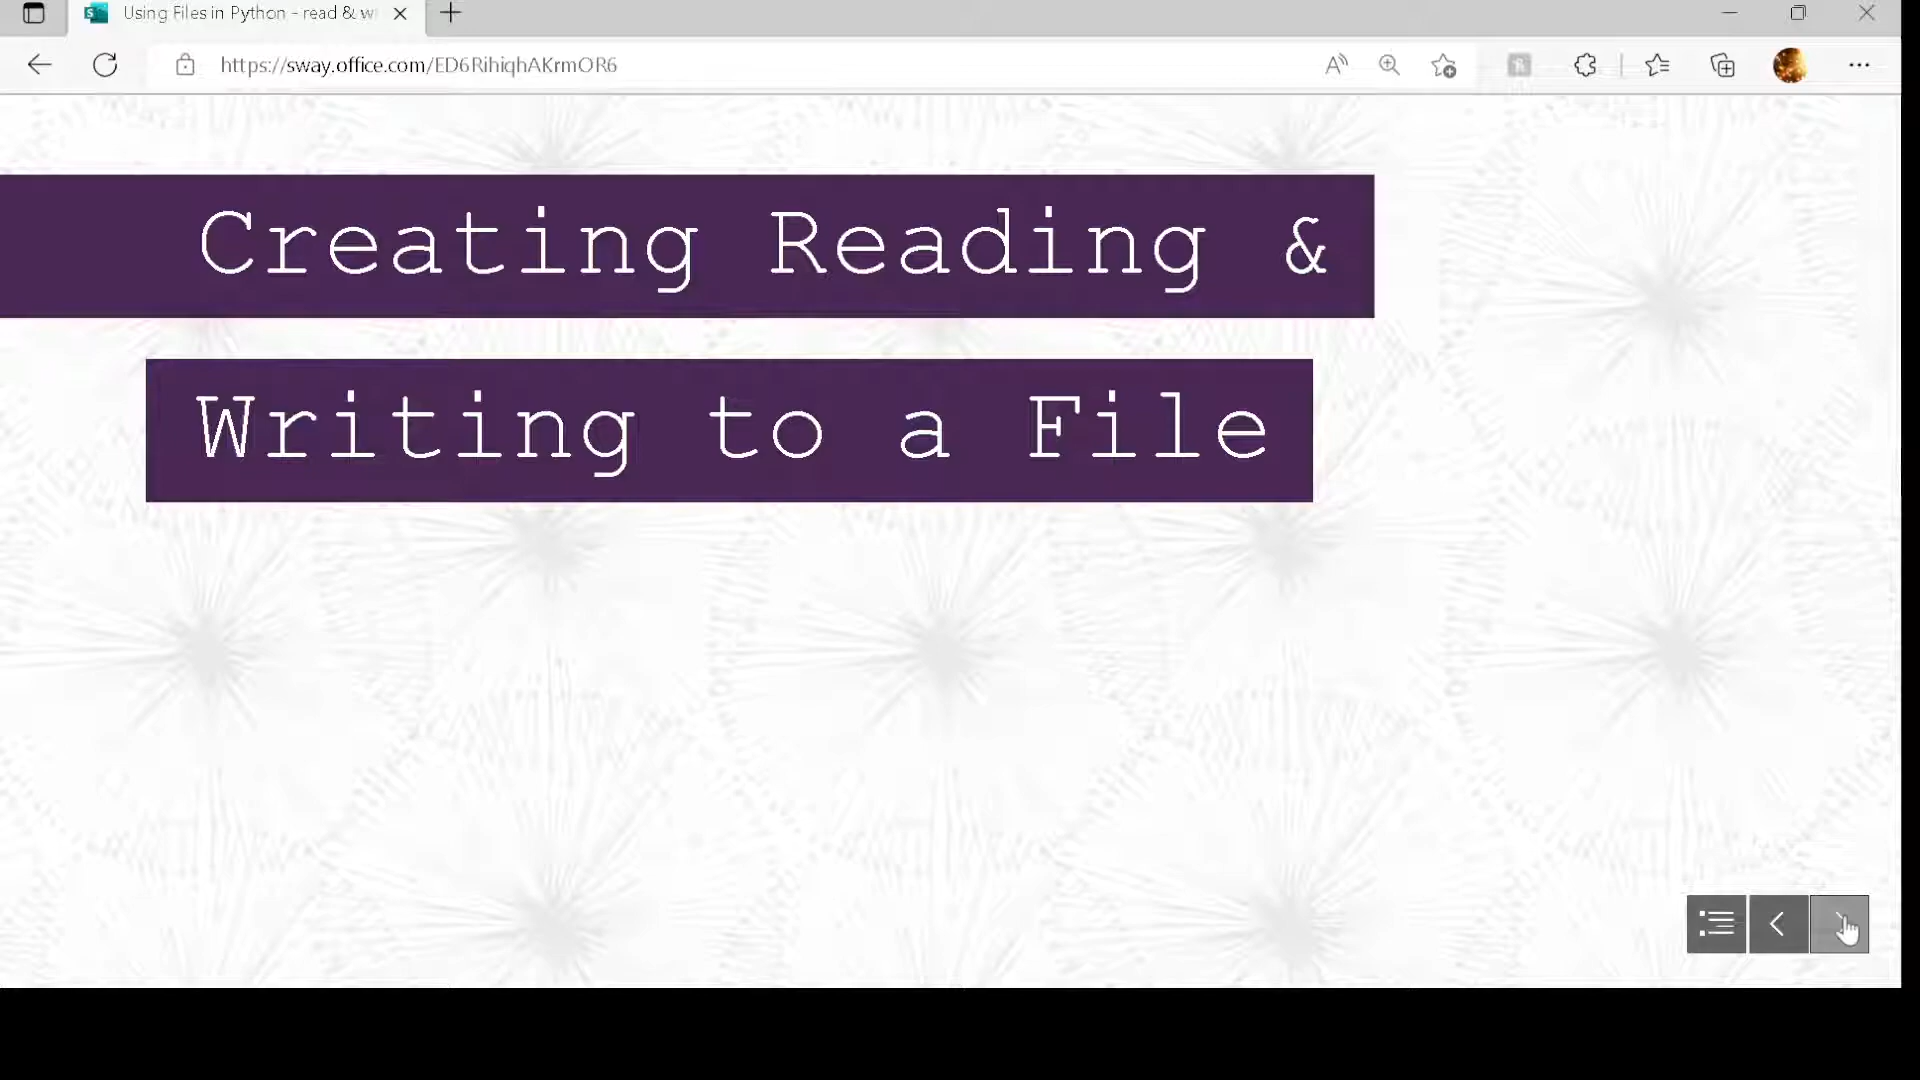 Using Files in Python - read & w
https://sway.office.com/ED6RihiqhAKrmOR6
Creating Reading &
Writing to a File